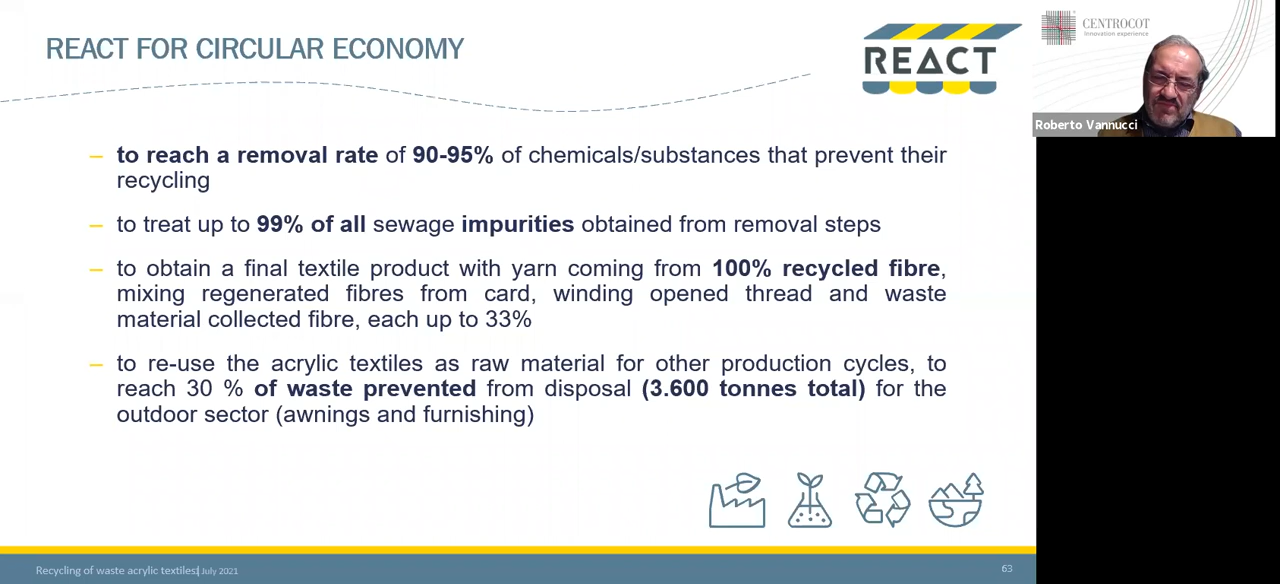 REACT FOR CIRCULAR ECONOMY
REACT
CENTROCOT
Innovation experience
Roberto Vannucci
– to reach a removal rate of 90-95% of chemicals/substances that prevent their
recycling
– to treat up to 99% of all sewage impurities obtained from removal steps
– to obtain a final textile product with yarn coming from 100% recycled fibre,
mixing regenerated fibres from card, winding opened thread and waste
material collected fibre, each up to 33%
– to re-use the acrylic textiles as raw material for other production cycles, to
reach 30 % of waste prevented from disposal (3.600 tonnes total) for the
outdoor sector (awnings and furnishing)
Recycling of waste acrylic textiles| July 2021
63